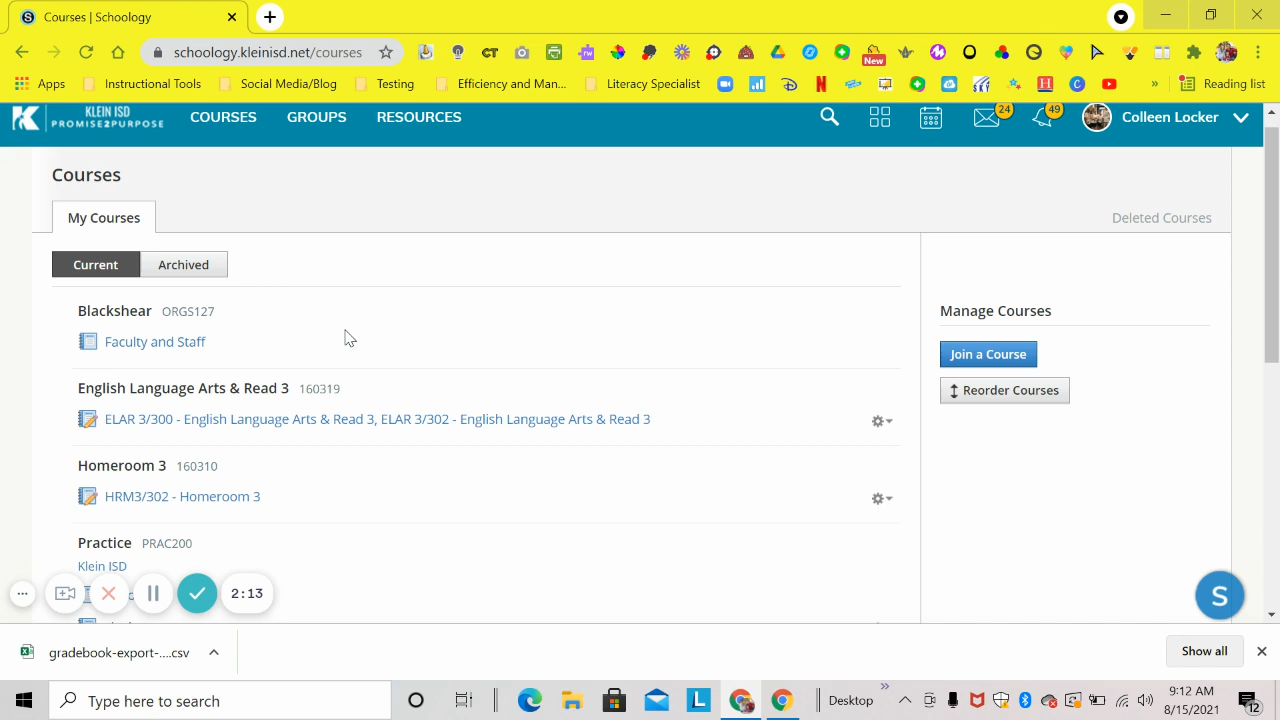 Courses | Schoology
schoology.kleinisd.net/courses
New
Apps
Instructional Tools
Social Media/Blog
Testing
Efficiency and Man...
Literacy Specialist
»
Reading list
KLEIN ISD
PROMISE2PURPOSE
COURSES
GROUPS
RESOURCES
24
49
Colleen Locker
Courses
My Courses
Deleted Courses
Current
Archived
Blackshear ORGS127
Faculty and Staff
English Language Arts & Read 3 160319
ELAR 3/300 - English Language Arts & Read 3, ELAR 3/302 - English Language Arts & Read 3
Homeroom 3 160310
HRM3/302 - Homeroom 3
Practice PRAC200
Klein ISD
Manage Courses
Join a Course
Reorder Courses
2:13
S
gradebook-export-....csv
Show all
Type here to search
L
Desktop
»
9:12 AM
8/15/2021
12